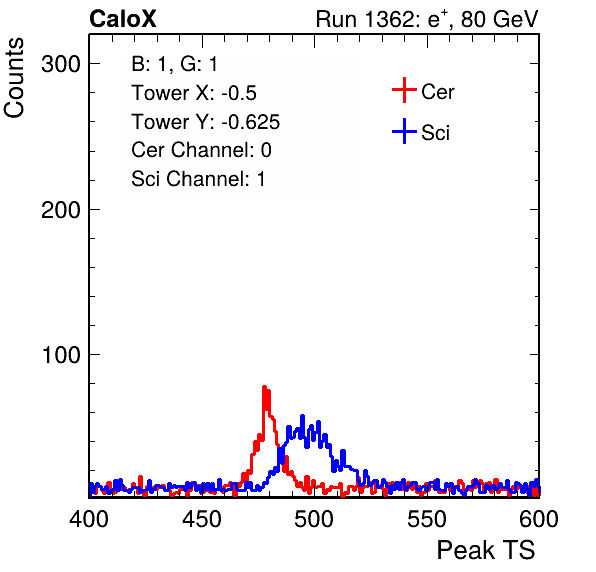 CaloX Run 1362: e⁺, 80 GeV
B: 1, G: 1
Tower X: -0.5
Tower Y: -0.625
Cer Channel: 0
Sci Channel: 1
Cer
Sci
Counts
300
200
100
400 450 500 550 600
Peak TS